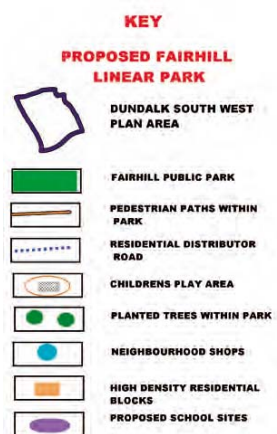 KEY
PROPOSED FAIRHILL
LINEAR PARK
DUNDALK SOUTH WEST
PLAN AREA
FAIRHILL PUBLIC PARK
PEDESTRIAN PATHS WITHIN
PARK
RESIDENTIAL DISTRIBUTOR
ROAD
CHILDRENS PLAY AREA
PLANTED TREES WITHIN PARK
NEIGHBOURHOOD SHOPS
HIGH DENSITY RESIDENTIAL
BLOCKS
PROPOSED SCHOOL SITES